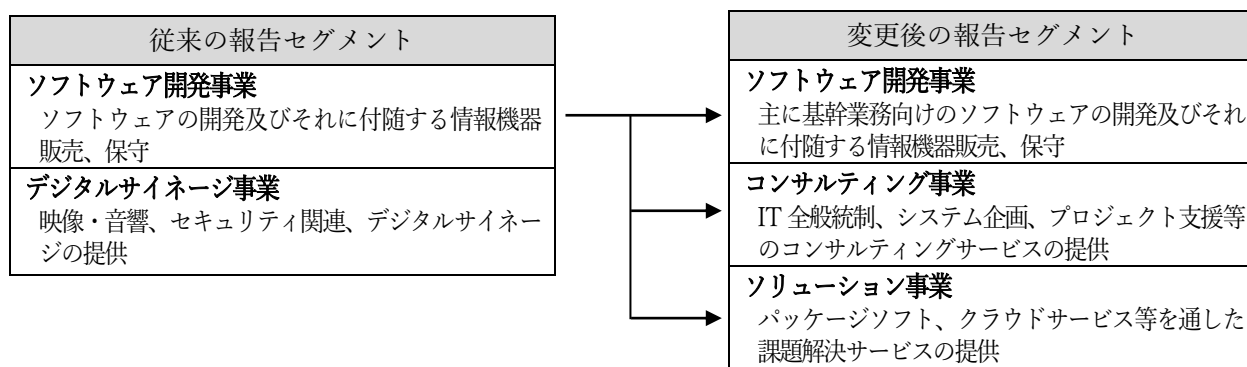 従来の報告セグメント
ソフトウェア開発事業
ソフトウェアの開発及びそれに付随する情報機器
販売、保守
デジタルサイネージ事業
映像・音響、セキュリティ関連、デジタルサイネー
ジの提供
変更後の報告セグメント
ソフトウェア開発事業
主に基幹業務向けのソフトウェアの開発及びそれ
に付随する情報機器販売、保守
コンサルティング事業
IT 全般統制、システム企画、プロジェクト支援等
のコンサルティングサービスの提供
ソリューション事業
パッケージソフト、クラウドサービス等を通した
課題解決サービスの提供